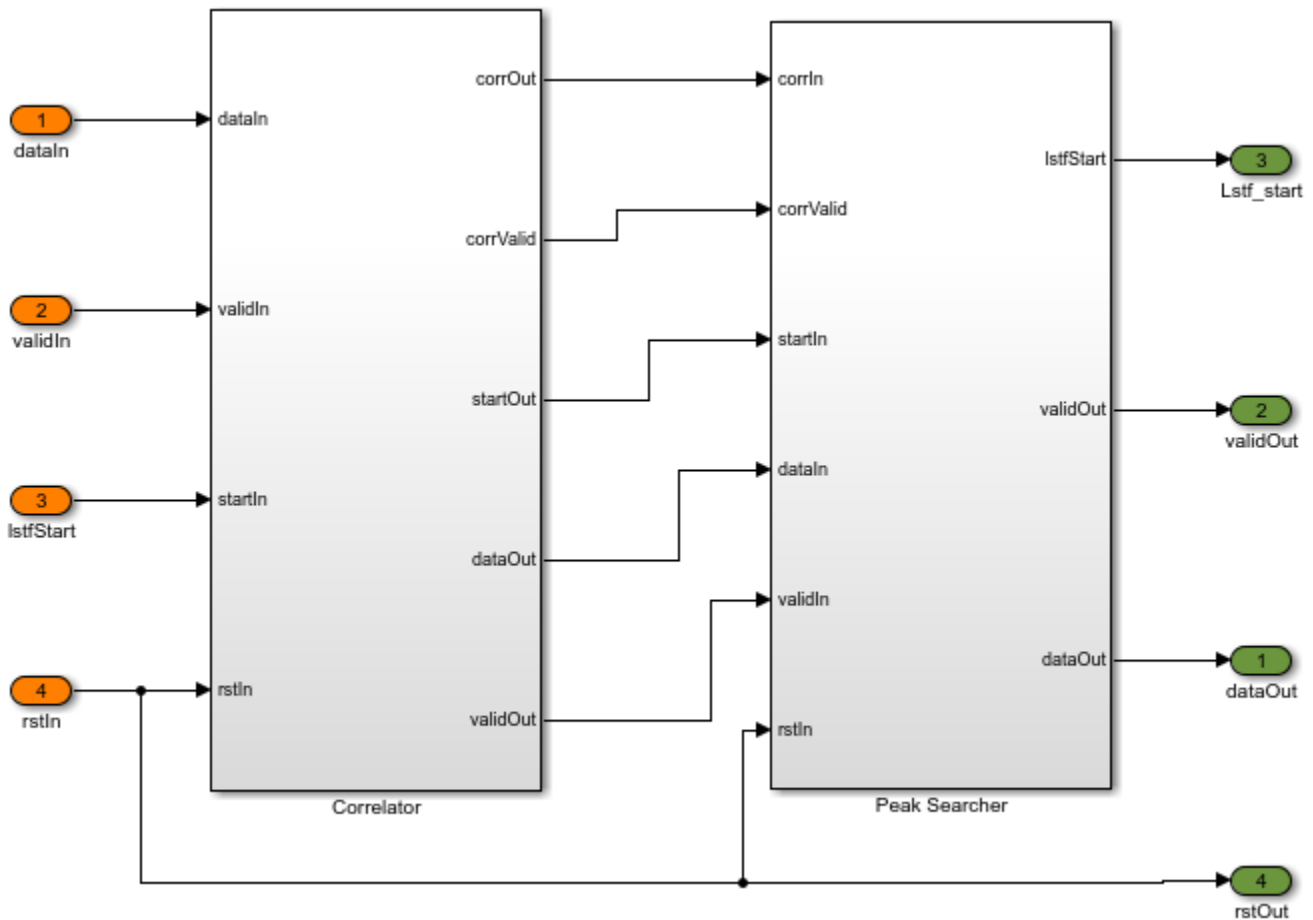 1
dataIn
2
validIn
3
lstfStart
4
rstIn
dataIn
validIn
startIn
rstIn
corrOut
corrValid
startOut
dataOut
validOut
Correlator
corrIn
corrValid
startIn
dataIn
validIn
rstIn
lstfStart
validOut
dataOut
Peak Searcher
3
Lstf_start
2
validOut
1
dataOut
4
rstOut